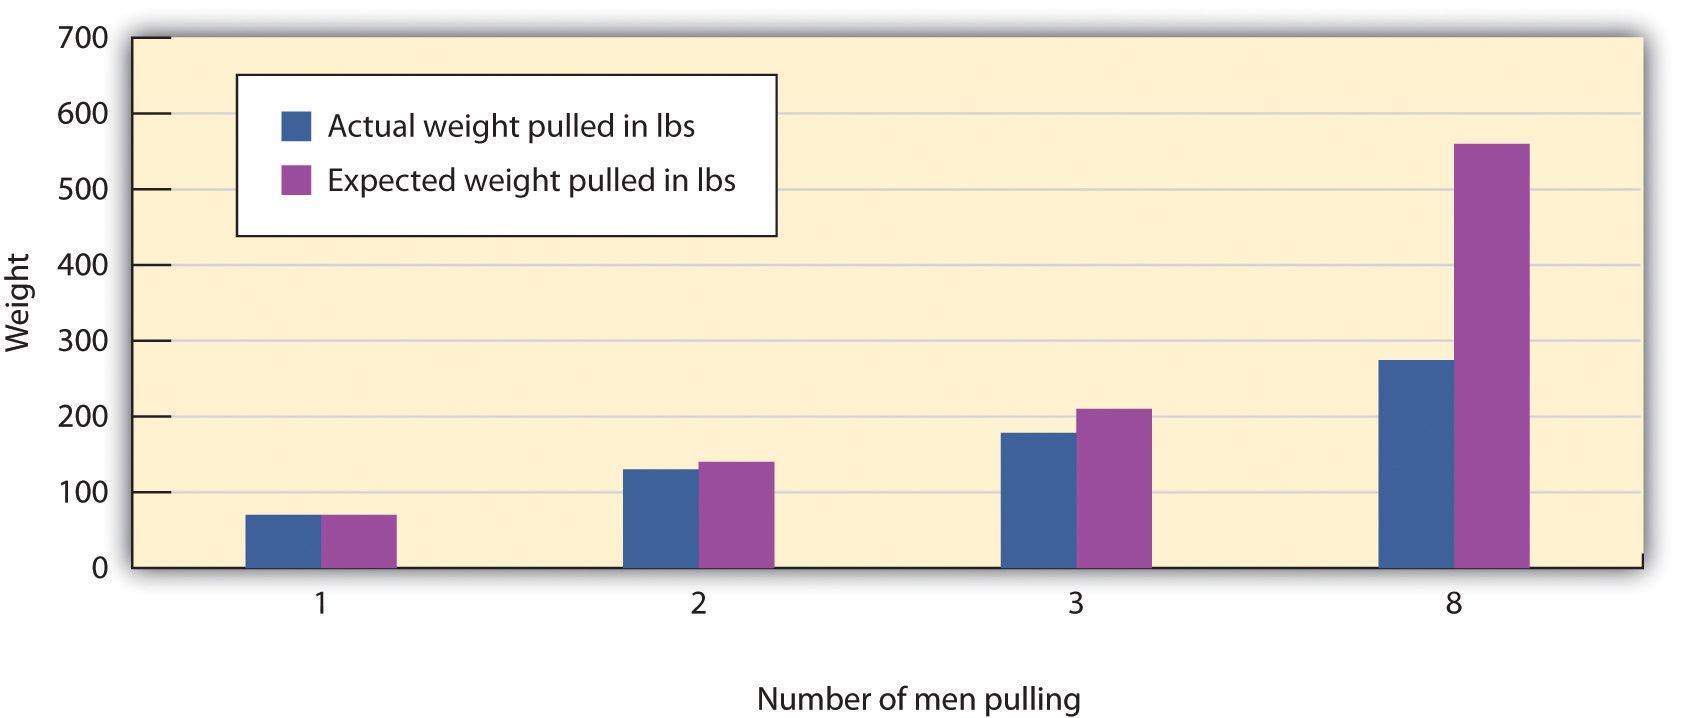 700
600
500
400
300
200
100
0
Weight
Actual weight pulled in lbs
Expected weight pulled in lbs
1 2 3 8
Number of men pulling